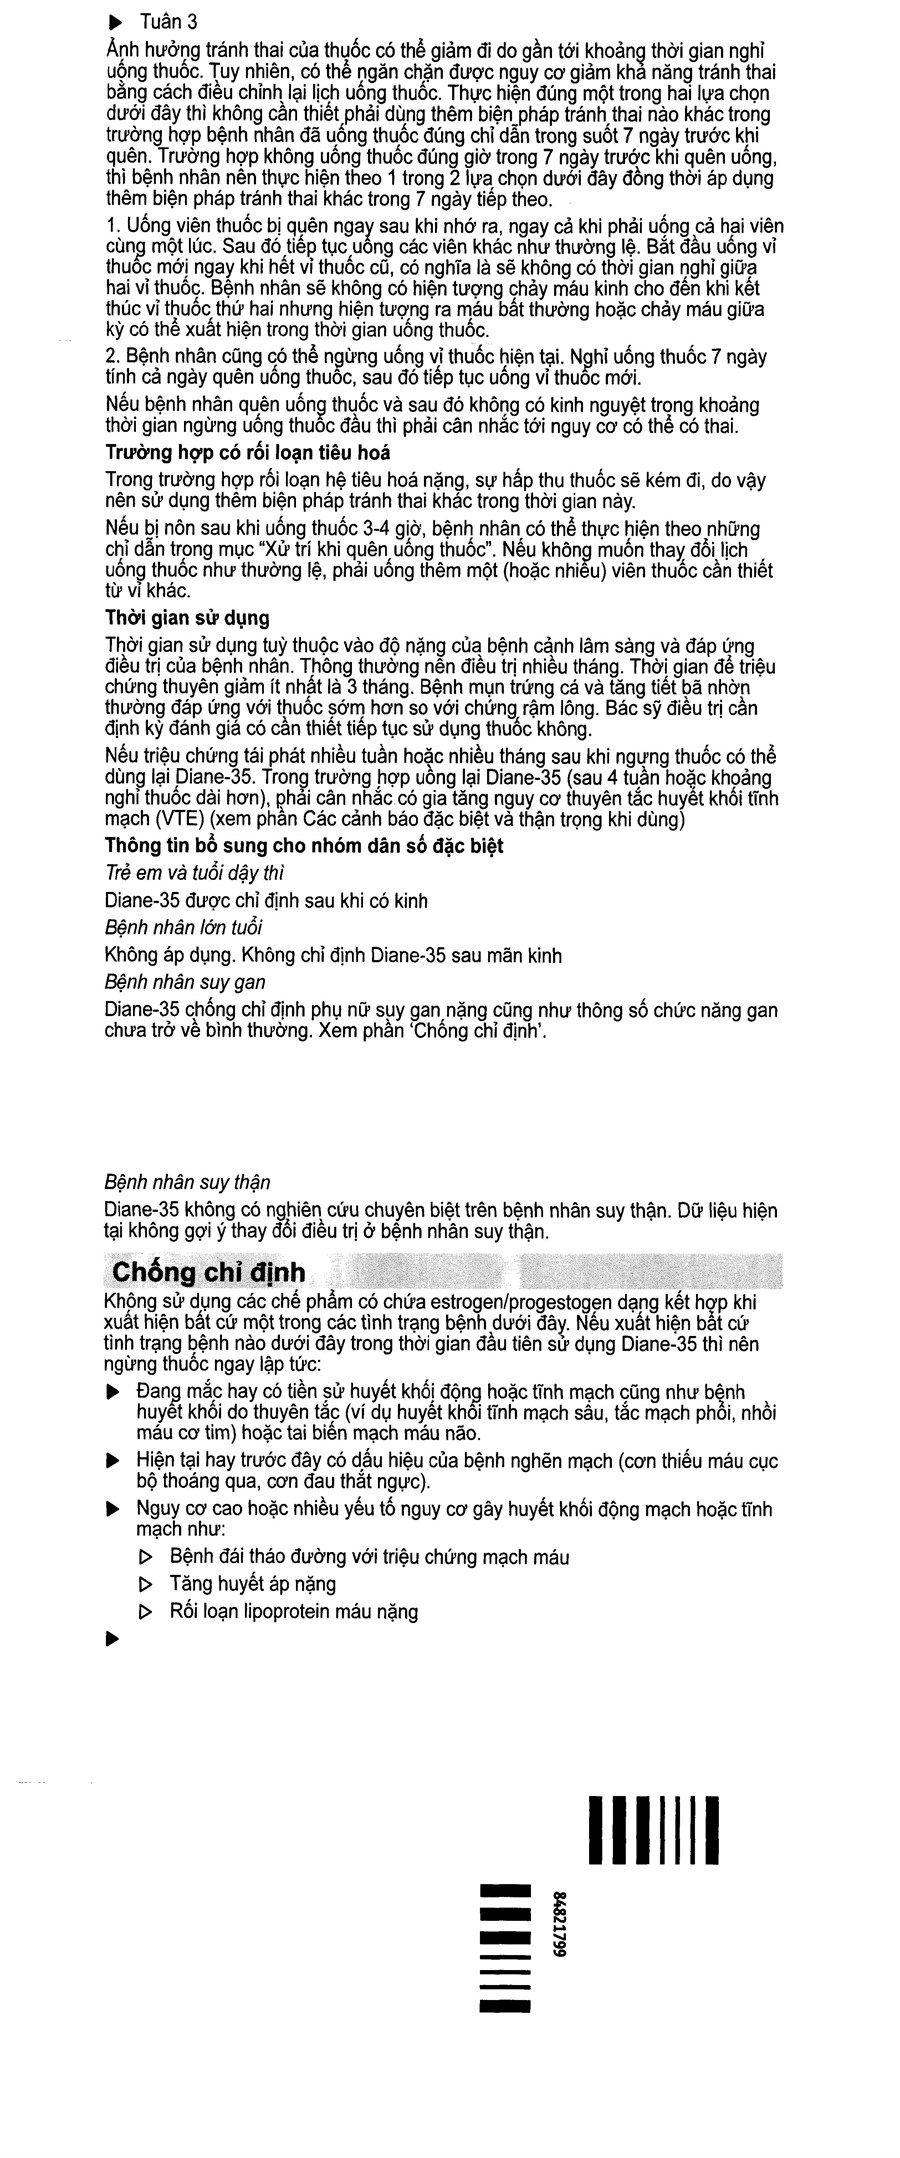 ▶ Tuần 3
Ảnh hưởng tránh thai của thuốc có thể giảm đi do gần tới khoảng thời gian nghỉ
uống thuốc. Tuy nhiên, có thể ngăn chặn được nguy cơ giảm khả năng tránh thai
bằng cách điều chỉnh lại lịch uống thuốc. Thực hiện đúng một trong hai lựa chọn
dưới đây thì không cần thiết phải dùng thêm biện pháp tránh thai nào khác trong
trường hợp bệnh nhân đã uống thuốc đúng chỉ dẫn trong suốt 7 ngày trước khi
quên. Trường hợp không uống thuốc đúng giờ trong 7 ngày trước khi quên uống,
thì bệnh nhân nên thực hiện theo 1 trong 2 lựa chọn dưới đây đồng thời áp dụng
thêm biện pháp tránh thai khác trong 7 ngày tiếp theo.
1. Uống viên thuốc bị quên ngay sau khi nhớ ra, ngay cả khi phải uống cả hai viên
cùng một lúc. Sau đó tiếp tục uống các viên khác như thường lệ. Bắt đầu uống vỉ
thuốc mới ngay khi hết vỉ thuốc cũ, có nghĩa là sẽ không có thời gian nghỉ giữa
hai vỉ thuốc. Bệnh nhân sẽ không có hiện tượng chảy máu kinh cho đến khi kết
thúc vỉ thuốc thứ hai nhưng hiện tượng ra máu bất thường hoặc chảy máu giữa
kỳ có thể xuất hiện trong thời gian uống thuốc.
2. Bệnh nhân cũng có thể ngừng uống vỉ thuốc hiện tại. Nghỉ uống thuốc 7 ngày
tính cả ngày quên uống thuốc, sau đó tiếp tục uống vỉ thuốc mới.
Nếu bệnh nhân quên uống thuốc và sau đó không có kinh nguyệt trong khoảng
thời gian ngừng uống thuốc đầu thì phải cân nhắc tới nguy cơ có thể có thai.
Trường hợp có rối loạn tiêu hoá
Trong trường hợp rối loạn hệ tiêu hoá nặng, sự hấp thu thuốc sẽ kém đi, do vậy
nên sử dụng thêm biện pháp tránh thai khác trong thời gian này.
Nếu bị nôn sau khi uống thuốc 3-4 giờ, bệnh nhân có thể thực hiện theo những
chỉ dẫn trong mục “Xử trí khi quên uống thuốc". Nếu không muốn thay đổi lịch
uống thuốc như thường lệ, phải uống thêm một (hoặc nhiều) viên thuốc cần thiết
từ vỉ khác.
Thời gian sử dụng
Thời gian sử dụng tuỳ thuộc vào độ nặng của bệnh cảnh lâm sàng và đáp ứng
điều trị của bệnh nhân. Thông thường nên điều trị nhiều tháng. Thời gian để triệu
chứng thuyên giảm ít nhất là 3 tháng. Bệnh mụn trứng cá và tăng tiết bã nhờn
thường đáp ứng với thuốc sớm hơn so với chứng rậm lông. Bác sỹ điều trị cần
định kỳ đánh giá có cần thiết tiếp tục sử dụng thuốc không.
Nếu triệu chứng tái phát nhiều tuần hoặc nhiều tháng sau khi ngưng thuốc có thể
dùng lại Diane-35. Trong trường hợp uống lại Diane-35 (sau 4 tuần hoặc khoảng
nghỉ thuốc dài hơn), phải cân nhắc có gia tăng nguy cơ thuyên tắc huyết khối tĩnh
mạch (VTE) (xem phần Các cảnh báo đặc biệt và thận trọng khi dùng)
Thông tin bổ sung cho nhóm dân số đặc biệt
Trẻ em và tuổi dậy thì
Diane-35 được chỉ định sau khi có kinh
Bệnh nhân lớn tuổi
Không áp dụng. Không chỉ định Diane-35 sau mãn kinh
Bệnh nhân suy gan
Diane-35 chống chỉ định phụ nữ suy gan nặng cũng như thông số chức năng gan
chưa trở về bình thường. Xem phần ‘Chống chỉ định’.
Bệnh nhân suy thận
Diane-35 không có nghiên cứu chuyên biệt trên bệnh nhân suy thận. Dữ liệu hiện
tại không gợi ý thay đổi điều trị ở bệnh nhân suy thận.
Chống chỉ định
Không sử dụng các chế phẩm có chứa estrogen/progestogen dạng kết hợp khi
xuất hiện bất cứ một trong các tình trạng bệnh dưới đây. Nếu xuất hiện bất cứ
tình trạng bệnh nào dưới đây trong thời gian đầu tiên sử dụng Diane-35 thì nên
ngừng thuốc ngay lập tức:
▶ Đang mắc hay có tiền sử huyết khối động hoặc tĩnh mạch cũng như bệnh
huyết khối do thuyên tắc (ví dụ huyết khối tĩnh mạch sâu, tắc mạch phổi, nhồi
máu cơ tim) hoặc tai biến mạch máu não.
▶ Hiện tại hay trước đây có dấu hiệu của bệnh nghẽn mạch (cơn thiếu máu cục
bộ thoáng qua, cơn đau thắt ngực).
▶ Nguy cơ cao hoặc nhiều yếu tố nguy cơ gây huyết khối động mạch hoặc tĩnh
mạch như:
▷ Bệnh đái tháo đường với triệu chứng mạch máu
▷ Tăng huyết áp nặng
▷ Rối loạn lipoprotein máu nặng
▶
84821799